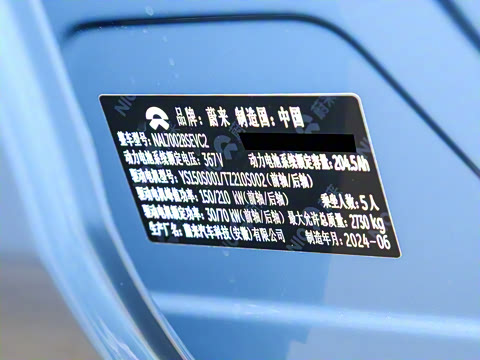 品牌：蔚来 制造国：中国
整车型号：NAL7002BSEVC2
动力电池系统额定电压：367V 动力电池系统额定容量：204.5Ah
驱动电机型号：YS150S001/TZ210S002（前轴/后轴）
驱动电机峰值功率：150/210 kW（前轴/后轴） 乘坐人数：5人
驱动电机额定功率：30/70 kW（前轴/后轴） 最大允许总质量：2730 kg
生产厂名：蔚来汽车科技（安徽）有限公司 制造年月：2024-06